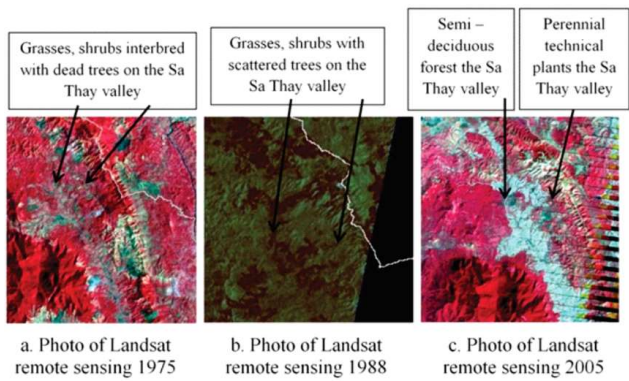 Grasses, shrubs interbred
with dead trees on the Sa
Thay valley
Grasses, shrubs with
scattered trees on the
Sa Thay valley
Semi –
deciduous
forest the Sa
Thay valley
Perennial
technical
plants the Sa
Thay valley
a. Photo of Landsat
remote sensing 1975
b. Photo of Landsat
remote sensing 1988
c. Photo of Landsat
remote sensing 2005